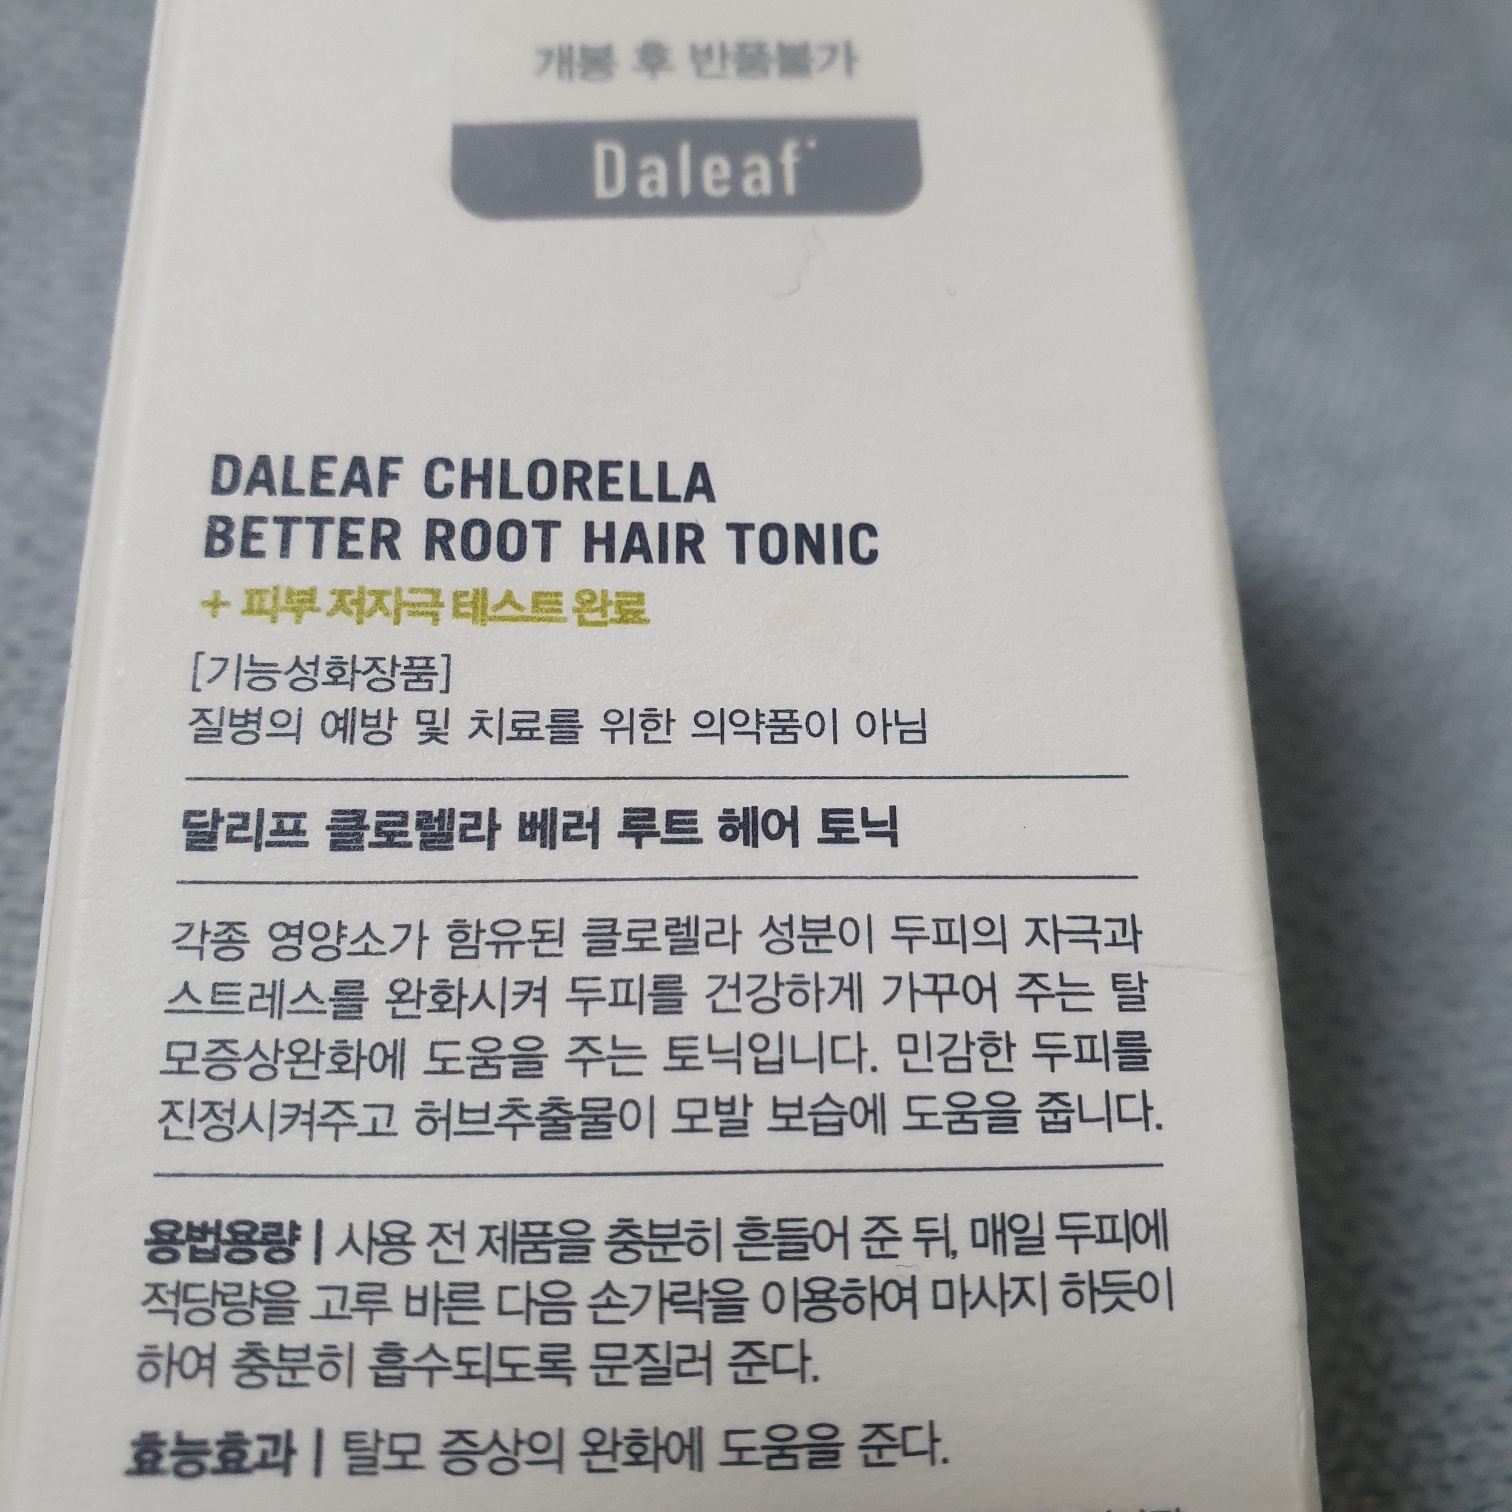 개봉 후 반품불가
Daleaf
DALEAF CHLORELLA
BETTER ROOT HAIR TONIC
+ 피부 저자극 테스트 완료
[기능성화장품]
질병의 예방 및 치료를 위한 의약품이 아님
달리프 클로렐라 베러 루트 헤어 토닉
각종 영양소가 함유된 클로렐라 성분이 두피의 자극과
스트레스를 완화시켜 두피를 건강하게 가꾸어 주는 탈
모증상완화에 도움을 주는 토닉입니다. 민감한 두피를
진정시켜주고 허브추출물이 모발 보습에 도움을 줍니다.
용법용량 | 사용 전 제품을 충분히 흔들어 준 뒤, 매일 두피에
적당량을 고루 바른 다음 손가락을 이용하여 마사지 하듯이
하여 충분히 흡수되도록 문질러 준다.
효능효과 | 탈모 증상의 완화에 도움을 준다.